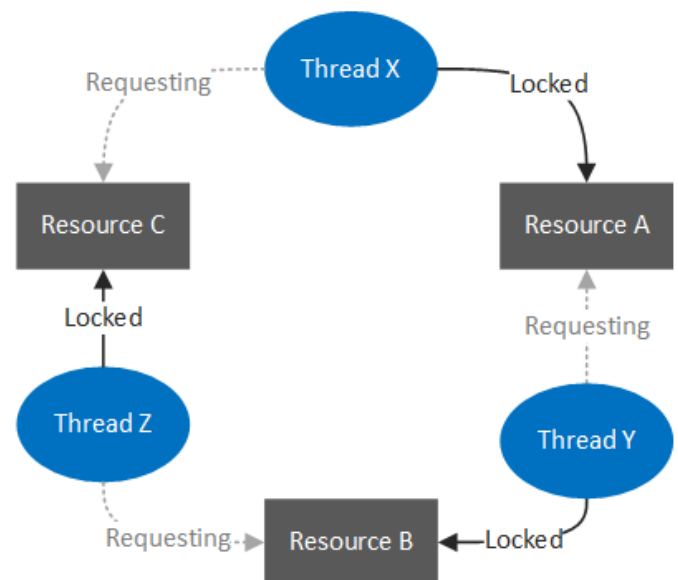 Thread X
Requesting
Locked
Resource C
Resource A
Locked
Requesting
Thread Z
Thread Y
Requesting
Resource B
Locked